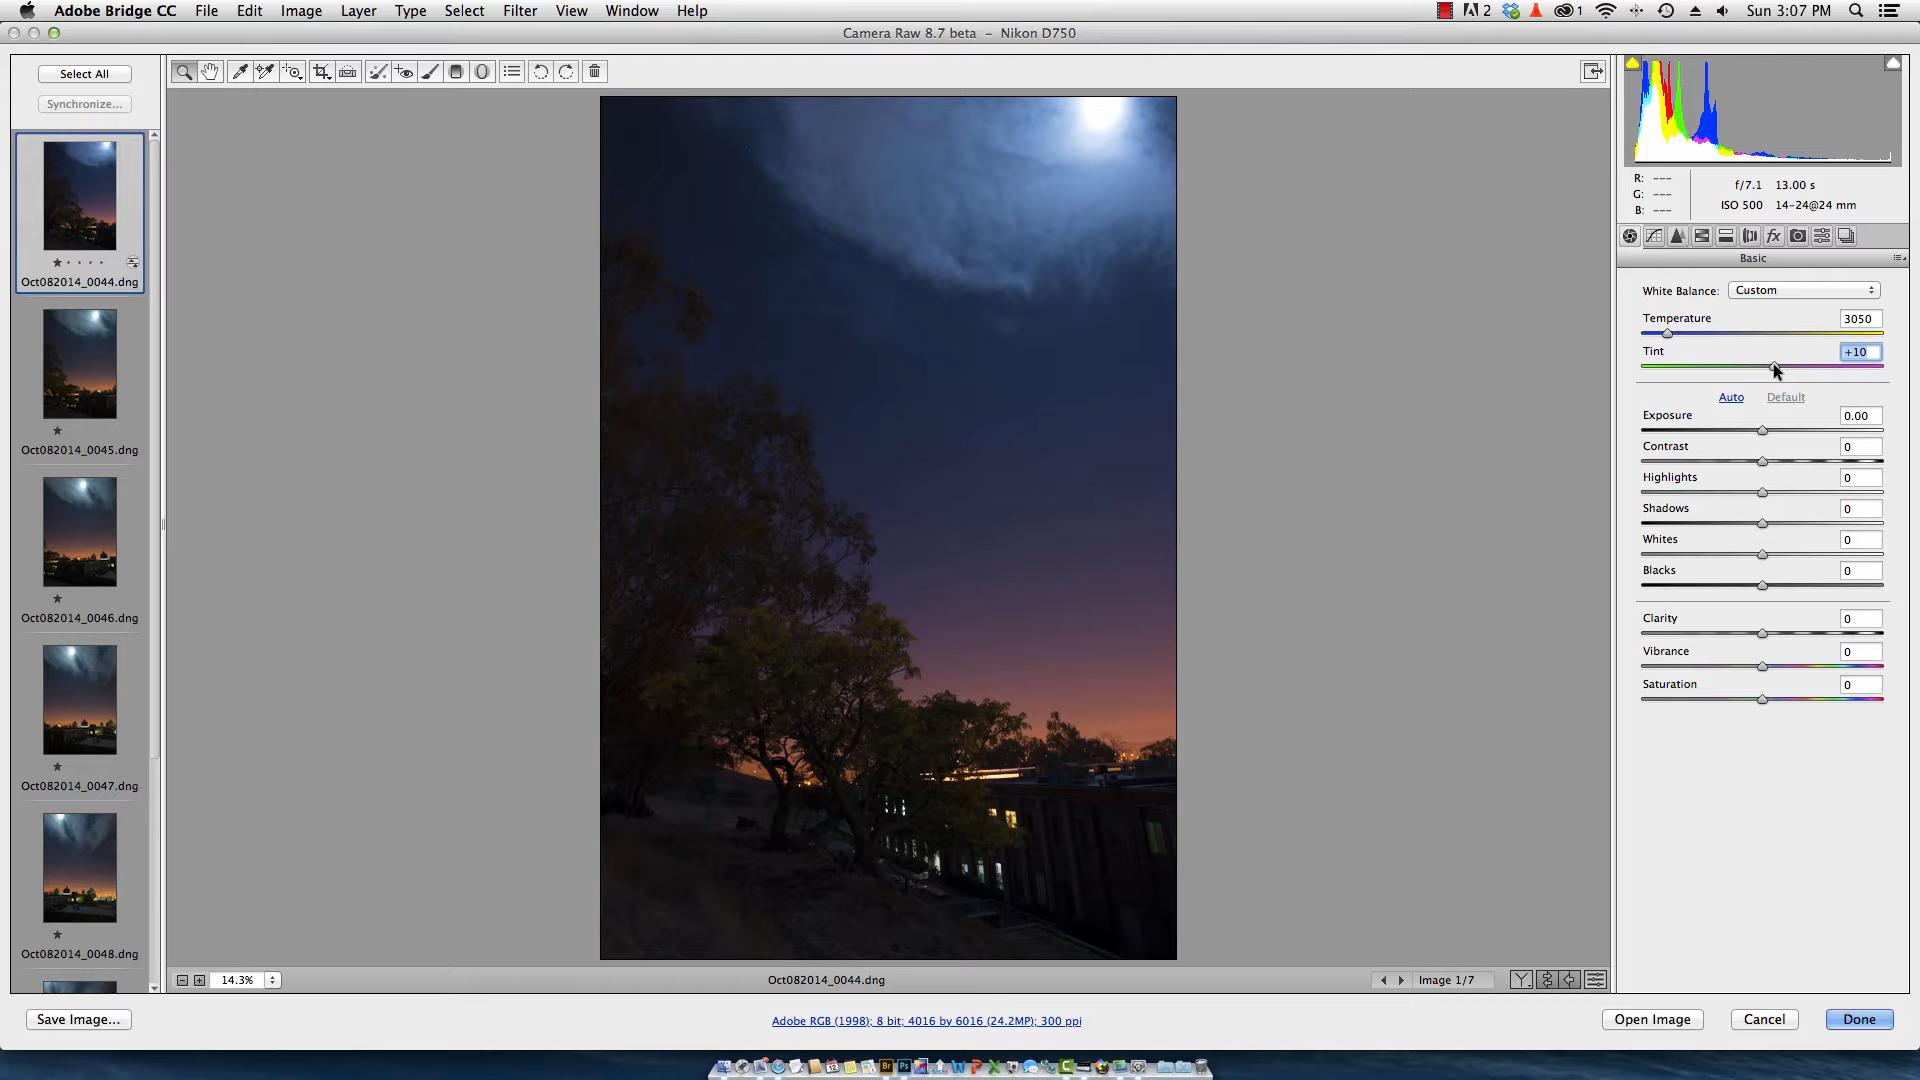 Adobe Bridge CC File Edit Image Layer Type Select Filter View Window Help 2 1 Sun 3:07 PM
Camera Raw 8.7 beta – Nikon D750
Select All
Synchronize...
Oct082014_0044.dng
Oct082014_0045.dng
Oct082014_0046.dng
Oct082014_0047.dng
Oct082014_0048.dng
R: ---
G: ---
B: ---
f/7.1 13.00 s
ISO 500 14-24@24 mm
fx
Basic
White Balance: Custom
Temperature 3050
Tint +10
Auto Default
Exposure 0.00
Contrast 0
Highlights 0
Shadows 0
Whites 0
Blacks 0
Clarity 0
Vibrance 0
Saturation 0
14.3%
Oct082014_0044.dng
Image 1/7
Y
Save Image...
Adobe RGB (1998); 8 bit; 4016 by 6016 (24.2MP); 300 ppi
Open Image
Cancel
Done
Br
Ps